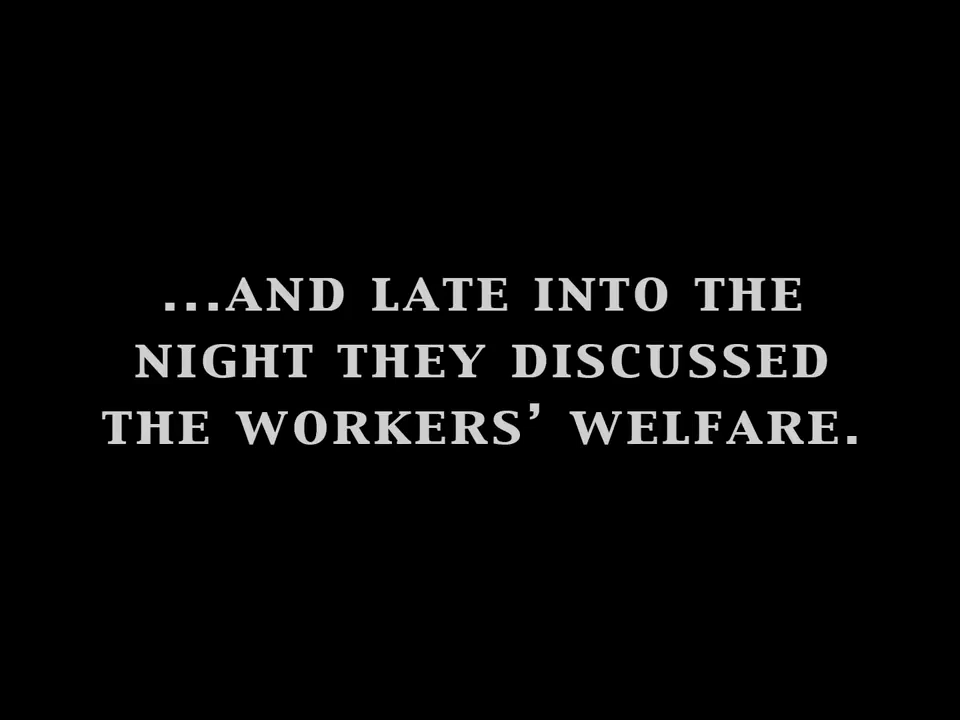 ...AND LATE INTO THE
NIGHT THEY DISCUSSED
THE WORKERS’ WELFARE.